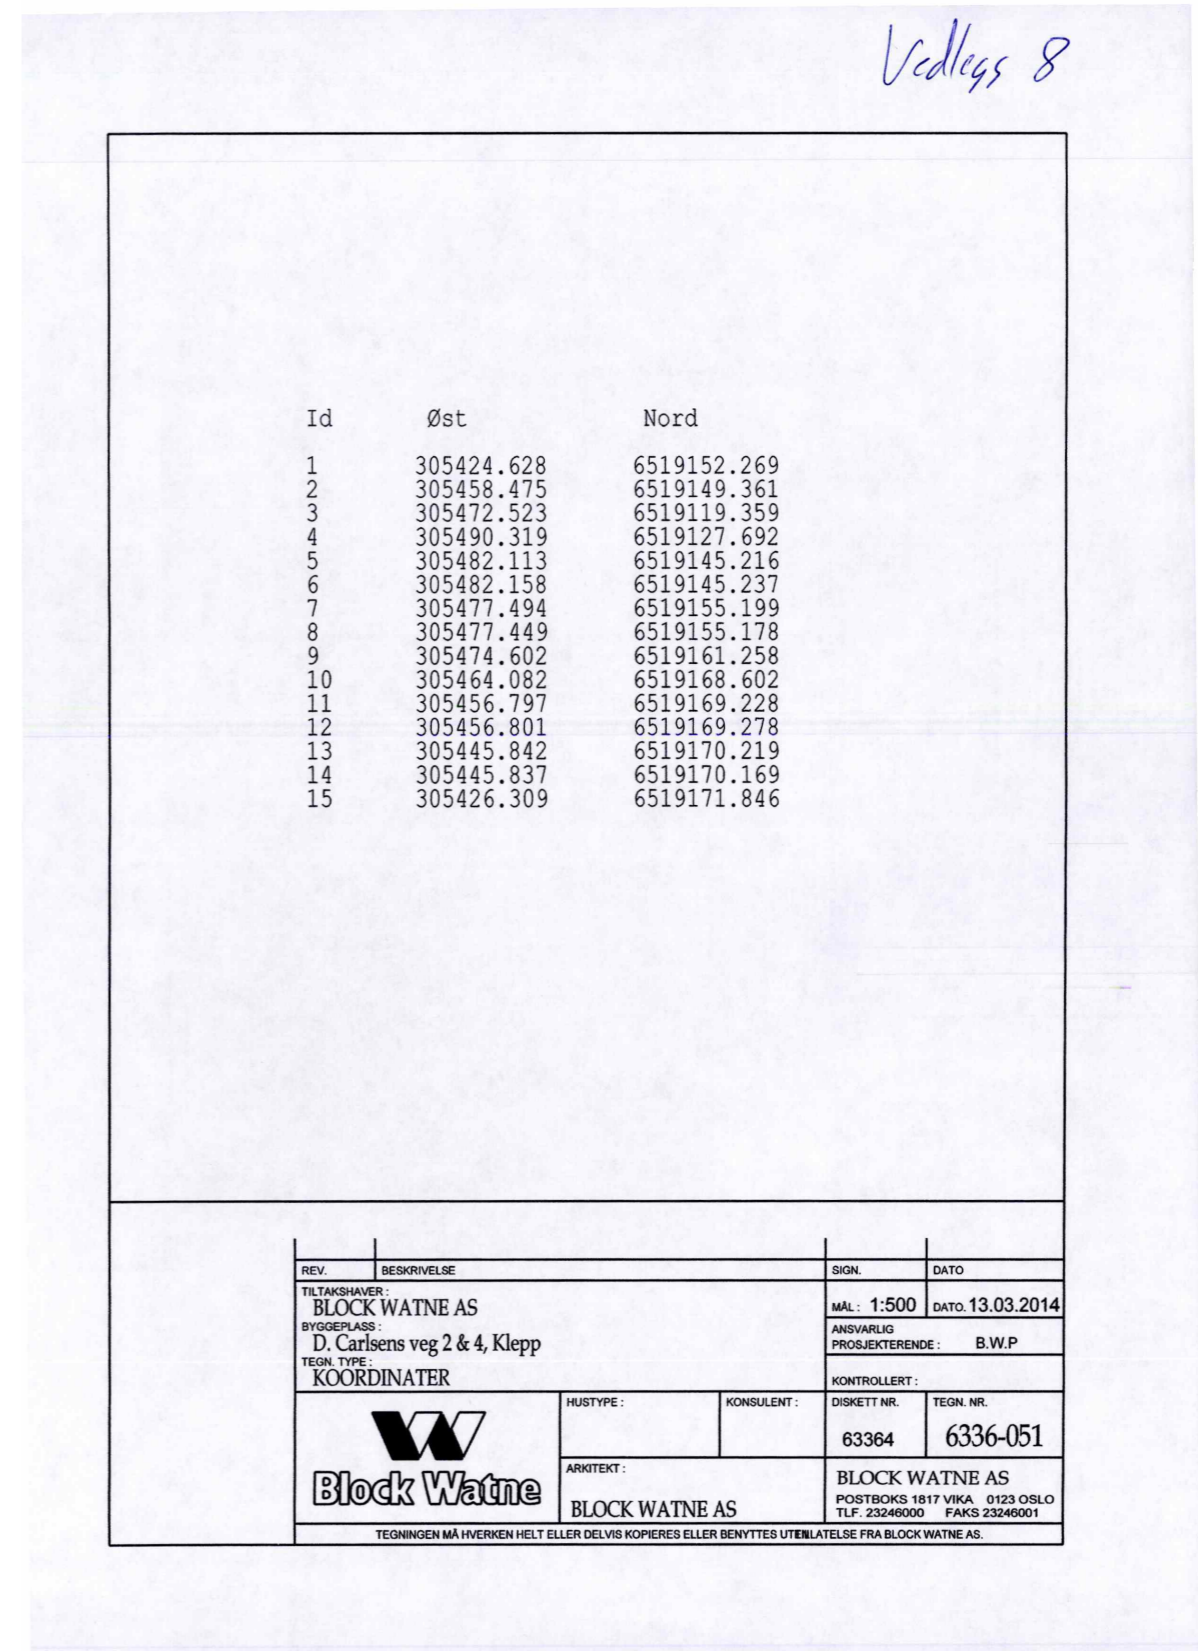 Vedlegg 8
Id Øst Nord
1 305424.628 6519152.269
2 305458.475 6519149.361
3 305472.523 6519119.359
4 305490.319 6519127.692
5 305482.113 6519145.216
6 305482.158 6519145.237
7 305477.494 6519155.199
8 305477.449 6519155.178
9 305474.602 6519161.258
10 305464.082 6519168.602
11 305456.797 6519169.228
12 305456.801 6519169.278
13 305445.842 6519170.219
14 305445.837 6519170.169
15 305426.309 6519171.846
REV. BESKRIVELSE SIGN. DATO
TILTAKSHAVER :
BLOCK WATNE AS
MÅL : 1:500 DATO. 13.03.2014
BYGGEPLASS :
D. Carlsens veg 2 & 4, Klepp
ANSVARLIG
PROSJEKTERENDE : B.W.P
TEGN. TYPE :
KOORDINATER
KONTROLLERT :
HUSTYPE : KONSULENT : DISKETT NR. TEGN. NR.
63364 6336-051
Block Watne
ARKITEKT :
BLOCK WATNE AS
BLOCK WATNE AS
POSTBOKS 1817 VIKA 0123 OSLO
TLF. 23246000 FAKS 23246001
TEGNINGEN MÅ HVERKEN HELT ELLER DELVIS KOPIERES ELLER BENYTTES UTEN LATELSE FRA BLOCK WATNE AS.